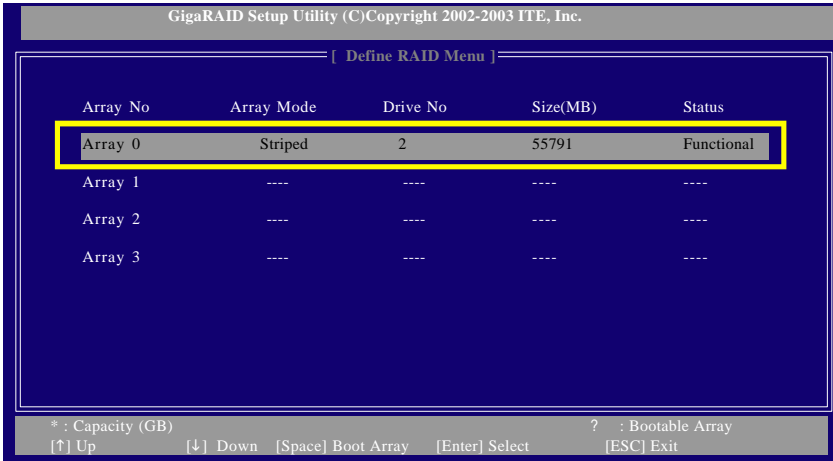 GigaRAID Setup Utility (C)Copyright 2002-2003 ITE, Inc.
[ Define RAID Menu ]
Array No Array Mode Drive No Size(MB) Status
Array 0 Striped 2 55791 Functional
Array 1 ---- ---- ---- ----
Array 2 ---- ---- ---- ----
Array 3 ---- ---- ---- ----
* : Capacity (GB) ? : Bootable Array
[↑] Up [↓] Down [Space] Boot Array [Enter] Select [ESC] Exit